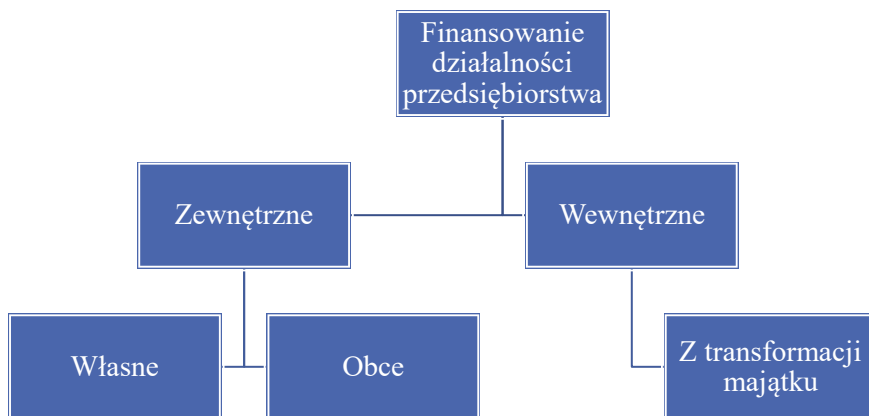 Finansowanie
działalności
przedsiębiorstwa
Zewnętrzne
Wewnętrzne
Własne
Obce
Z transformacji
majątku